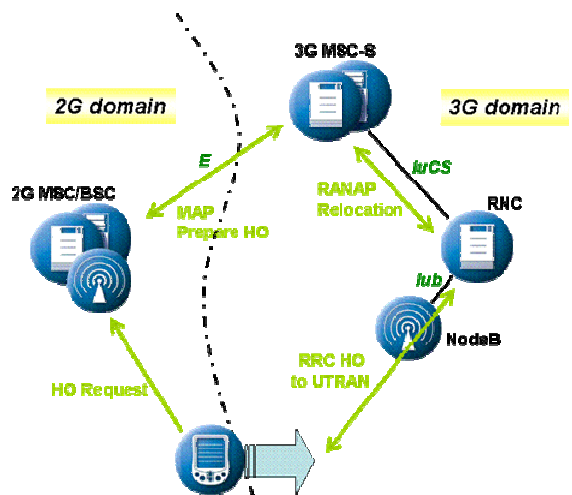 3G MSC-S
2G domain
3G domain
E
IuCS
2G MSC/BSC
MAP
Prepare HO
RANAP
Relocation
RNC
Iub
NodeB
RRC HO
to UTRAN
HO Request